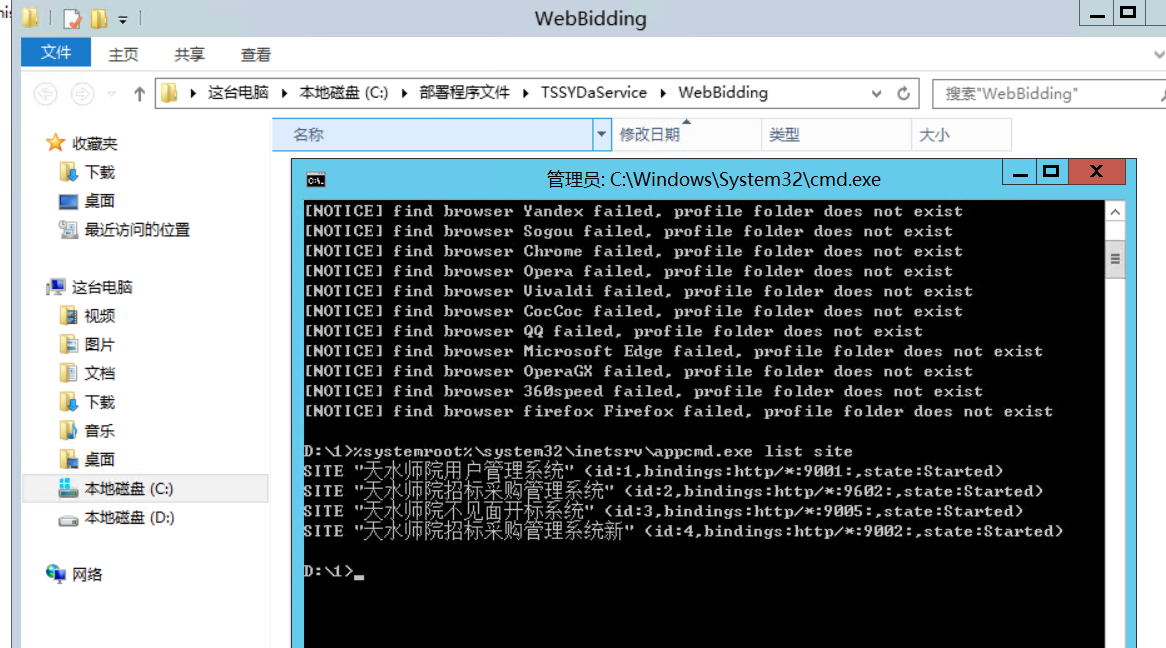 WebBidding
文件 主页 共享 查看
这台电脑 本地磁盘 (C:) 部署程序文件 TSSYDaService WebBidding 搜索"WebBidding"
名称 修改日期 类型 大小
收藏夹
下载
桌面
最近访问的位置
这台电脑
视频
图片
文档
下载
音乐
桌面
本地磁盘 (C:)
本地磁盘 (D:)
网络
管理员: C:\Windows\System32\cmd.exe
[NOTICE] find browser Yandex failed, profile folder does not exist
[NOTICE] find browser Sogou failed, profile folder does not exist
[NOTICE] find browser Chrome failed, profile folder does not exist
[NOTICE] find browser Opera failed, profile folder does not exist
[NOTICE] find browser Vivaldi failed, profile folder does not exist
[NOTICE] find browser CocCoc failed, profile folder does not exist
[NOTICE] find browser QQ failed, profile folder does not exist
[NOTICE] find browser Microsoft Edge failed, profile folder does not exist
[NOTICE] find browser OperaGX failed, profile folder does not exist
[NOTICE] find browser 360speed failed, profile folder does not exist
[NOTICE] find browser firefox Firefox failed, profile folder does not exist
D:\1>%systemroot%\system32\inetsrv\appcmd.exe list site
SITE "天水师院用户管理系统" (id:1,bindings:http/*:9001:,state:Started)
SITE "天水师院招标采购管理系统" (id:2,bindings:http/*:9602:,state:Started)
SITE "天水师院不见面开标系统" (id:3,bindings:http/*:9005:,state:Started)
SITE "天水师院招标采购管理系统新" (id:4,bindings:http/*:9002:,state:Started)
D:\1>_